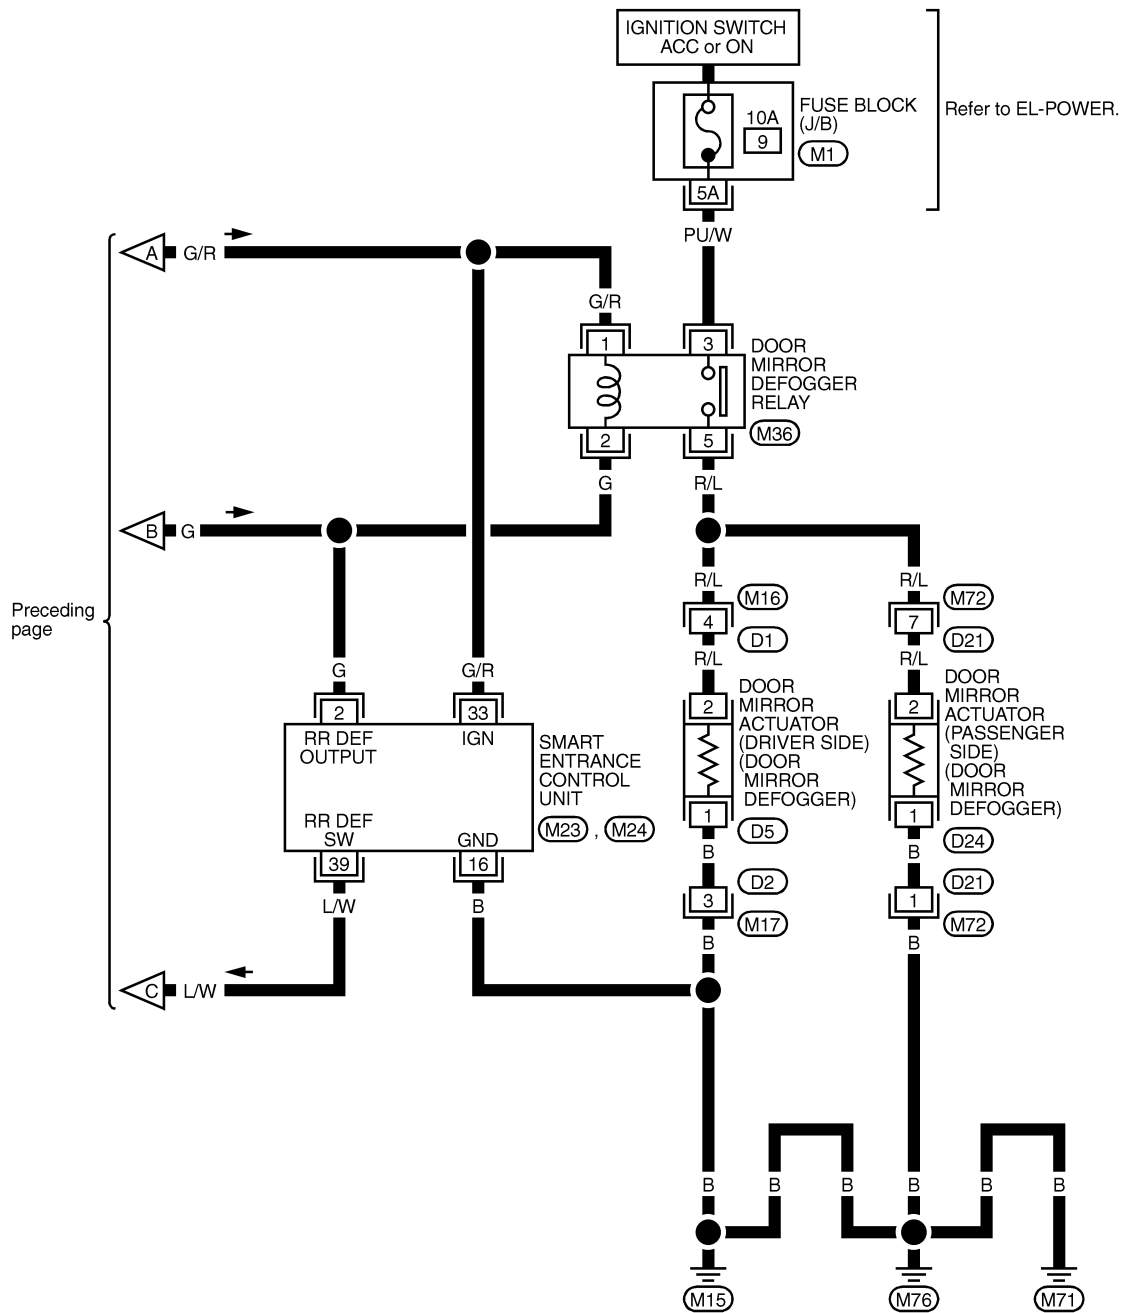 IGNITION SWITCH
ACC or ON
FUSE BLOCK
(J/B)
10A
9
M1
Refer to EL-POWER.
5A
PU/W
A
G/R
G/R
1
3
DOOR
MIRROR
DEFOGGER
RELAY
M36
2
5
G
R/L
B
G
Preceding
page
R/L
M16
4
D1
R/L
R/L
M72
7
D21
R/L
G
G/R
2
33
RR DEF
OUTPUT
IGN
SMART
ENTRANCE
CONTROL
UNIT
M23 , M24
RR DEF
SW
GND
39
16
L/W
B
2
DOOR
MIRROR
ACTUATOR
(DRIVER SIDE)
(DOOR
MIRROR
DEFOGGER)
1
D5
B
D2
3
M17
B
2
DOOR
MIRROR
ACTUATOR
(PASSENGER
SIDE)
(DOOR
MIRROR
DEFOGGER)
1
D24
B
D21
1
M72
B
C
L/W
B
B
B
B
B
B
M15
M76
M71